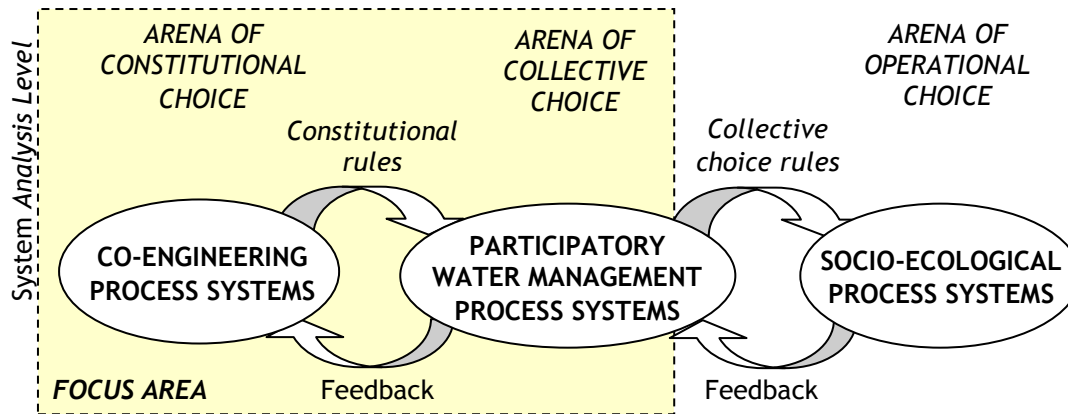 System Analysis Level
ARENA OF
CONSTITUTIONAL
CHOICE
ARENA OF
COLLECTIVE
CHOICE
ARENA OF
OPERATIONAL
CHOICE
Constitutional
rules
Collective
choice rules
CO-ENGINEERING
PROCESS SYSTEMS
PARTICIPATORY
WATER MANAGEMENT
PROCESS SYSTEMS
SOCIO-ECOLOGICAL
PROCESS SYSTEMS
FOCUS AREA
Feedback
Feedback